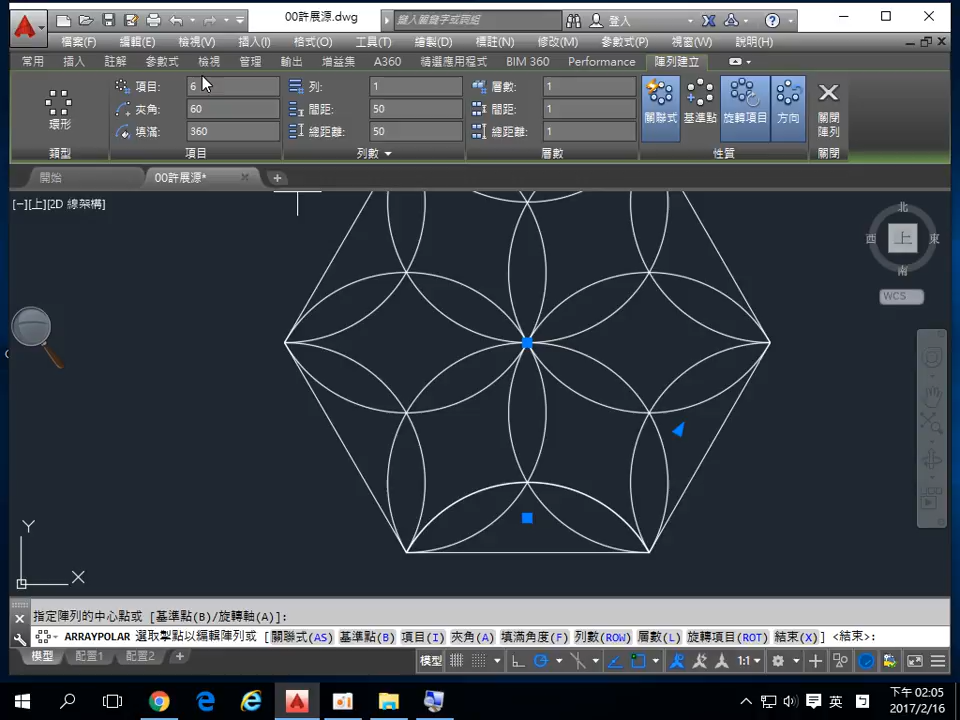 00許展源.dwg
鍵入關鍵字或詞組
登入
檔案(F) 編輯(E) 檢視(V) 插入(I) 格式(O) 工具(T) 繪製(D) 標註(N) 修改(M) 參數式(P) 視窗(W) 說明(H)
常用 插入 註解 參數式 檢視 管理 輸出 增益集 A360 精選應用程式 BIM 360 Performance 陣列建立
項目: 6 列: 1 層數: 1
夾角: 60 間距: 50 間距: 1
填滿: 360 總距離: 50 總距離: 1
環形
關聯式 基準點 旋轉項目 方向 關閉陣列
類型 項目 列數 層數 性質 關閉
開始 00許展源*
[−][上][2D 線架構]
北
西 上 東
南
WCS
Y
X
指定陣列的中心點或 [基準點(B)/旋轉軸(A)]:
ARRAYPOLAR 選取掣點以編輯陣列或 [關聯式(AS) 基準點(B) 項目(I) 夾角(A) 填滿角度(F) 列數(ROW) 層數(L) 旋轉項目(ROT) 結束(X)] <結束>:
模型 配置1 配置2 +
模型 1:1
英
下午 02:05
2017/2/16